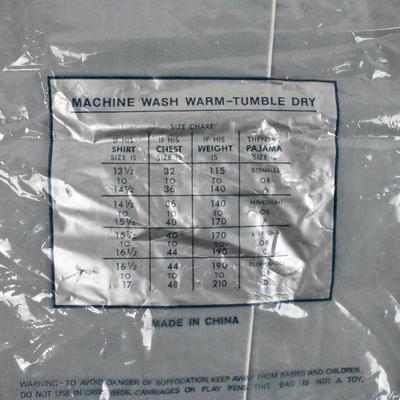 MACHINE WASH WARM-TUMBLE DRY
SIZE CHART
IF HIS IF HIS IF HIS THEN HIS
SHIRT CHEST WEIGHT PAJAMA
SIZE IS IS IS SIZE IS
13½ 32 115
TO TO TO OR
14½ 36 140 A
14½ 36 140
TO TO TO OR
15½ 40 170
15½ 40 170
TO TO TO OR
16½ 44 190
16½ 44 190
TO TO TO OR
17 48 210 D
MADE IN CHINA
WARNING-TO AVOID DANGER OF SUFFOCATION KEEP AWAY FROM BABIES AND CHILDREN
DO NOT USE IN CRIBS, BEDS, CARRIAGES OR PLAY PENS. THIS BAG IS NOT A TOY.